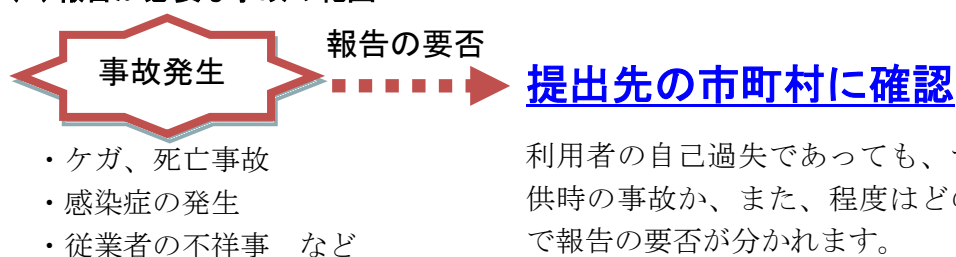 報告の要否
事故発生
提出先の市町村に確認
・ケガ、死亡事故
・感染症の発生
・従業者の不祥事　など
利用者の自己過失であっても、
供時の事故か、また、程度はど
で報告の要否が分かれます。